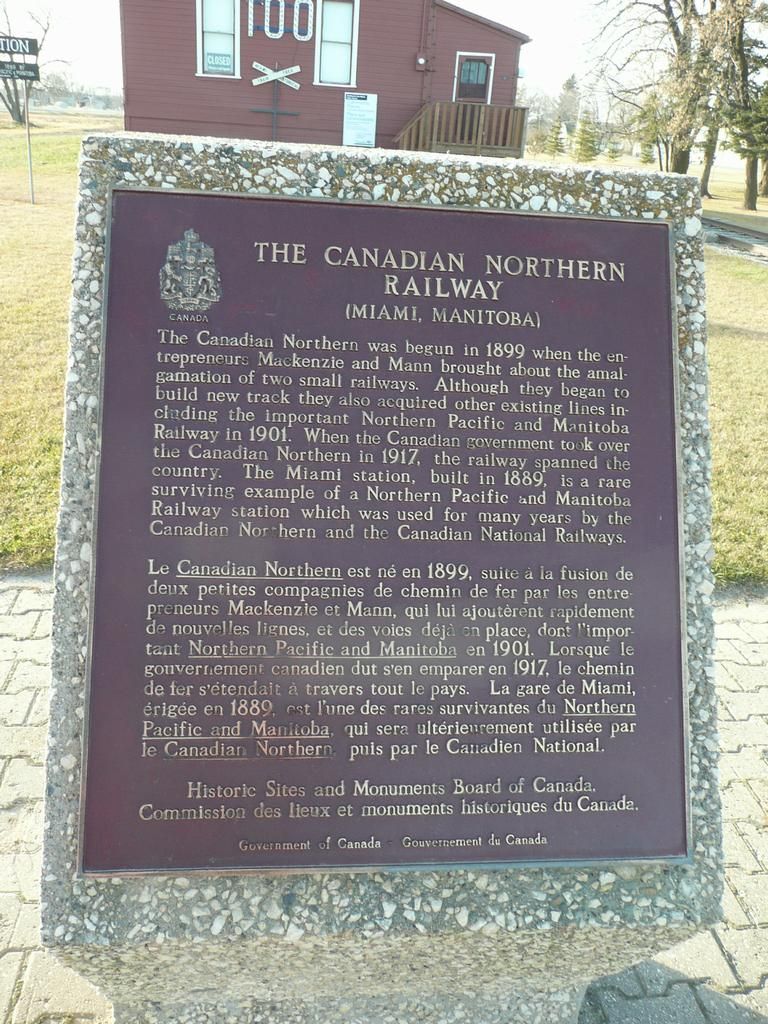 100
TION
CLOSED
CANADA
THE CANADIAN NORTHERN
RAILWAY
(MIAMI, MANITOBA)
The Canadian Northern was begun in 1899 when the en-
trepreneurs Mackenzie and Mann brought about the amal-
gamation of two small railways. Although they began to
build new track they also acquired other existing lines in-
cluding the important Northern Pacific and Manitoba
Railway in 1901. When the Canadian government took over
the Canadian Northern in 1917, the railway spanned the
country. The Miami station, built in 1889, is a rare
surviving example of a Northern Pacific and Manitoba
Railway station which was used for many years by the
Canadian Northern and the Canadian National Railways.
Le Canadian Northern est né en 1899, suite à la fusion de
deux petites compagnies de chemin de fer par les entre-
preneurs Mackenzie et Mann, qui lui ajoutèrent rapidement
de nouvelles lignes, et des voies déjà en place, dont l'impor-
tant Northern Pacific and Manitoba en 1901. Lorsque le
gouvernement canadien dut s'en emparer en 1917, le chemin
de fer s'étendait à travers tout le pays. La gare de Miami,
érigée en 1889, est l'une des rares survivantes du Northern
Pacific and Manitoba, qui sera ultérieurement utilisée par
le Canadian Northern, puis par le Canadien National.
Historic Sites and Monuments Board of Canada.
Commission des lieux et monuments historiques du Canada.
Government of Canada - Gouvernement du Canada